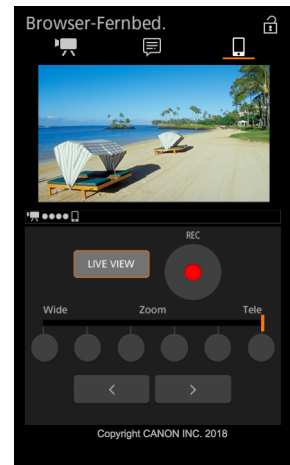 Browser-Fernbed.
REC
LIVE VIEW
Wide Zoom Tele
Copyright CANON INC. 2018